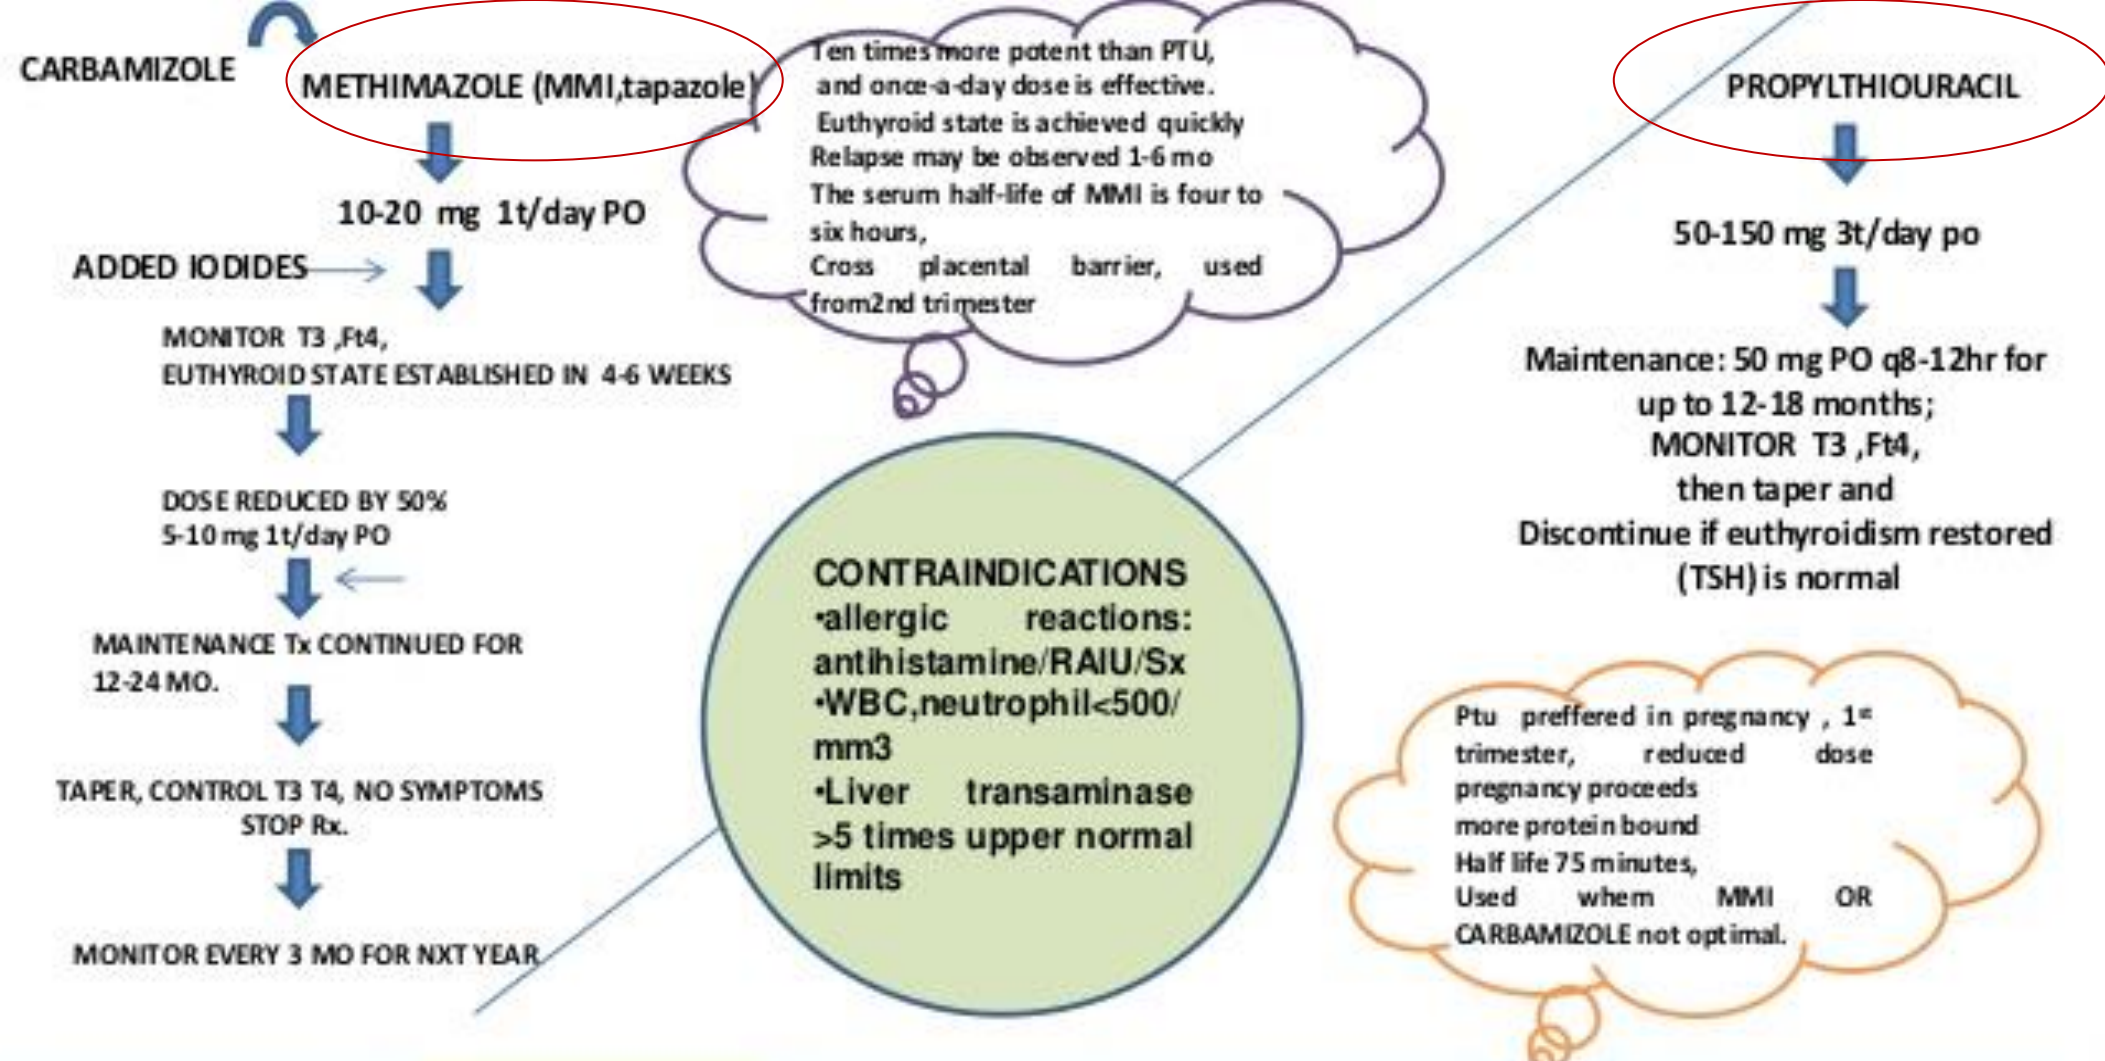 CARBAMIZOLE
METHIMAZOLE (MMI,tapazole)
10-20 mg 1t/day PO
ADDED IODIDES
MONITOR T3 ,Ft4,
EUTHYROID STATE ESTABLISHED IN 4-6 WEEKS
DOSE REDUCED BY 50%
5-10 mg 1t/day PO
MAINTENANCE Tx CONTINUED FOR
12-24 MO.
TAPER, CONTROL T3 T4, NO SYMPTOMS
STOP Rx.
MONITOR EVERY 3 MO FOR NXT YEAR
Ten times more potent than PTU,
and once-a-day dose is effective.
Euthyroid state is achieved quickly
Relapse may be observed 1-6 mo
The serum half-life of MMI is four to
six hours,
Cross placental barrier, used
from2nd trimester
CONTRAINDICATIONS
•allergic reactions:
antihistamine/RAIU/Sx
•WBC,neutrophil<500/
mm3
•Liver transaminase
>5 times upper normal
limits
PROPYLTHIOURACIL
50-150 mg 3t/day po
Maintenance: 50 mg PO q8-12hr for
up to 12-18 months;
MONITOR T3 ,Ft4,
then taper and
Discontinue if euthyroidism restored
(TSH) is normal
Ptu preffered in pregnancy , 1st
trimester, reduced dose
pregnancy proceeds
more protein bound
Half life 75 minutes,
Used whem MMI OR
CARBAMIZOLE not optimal.